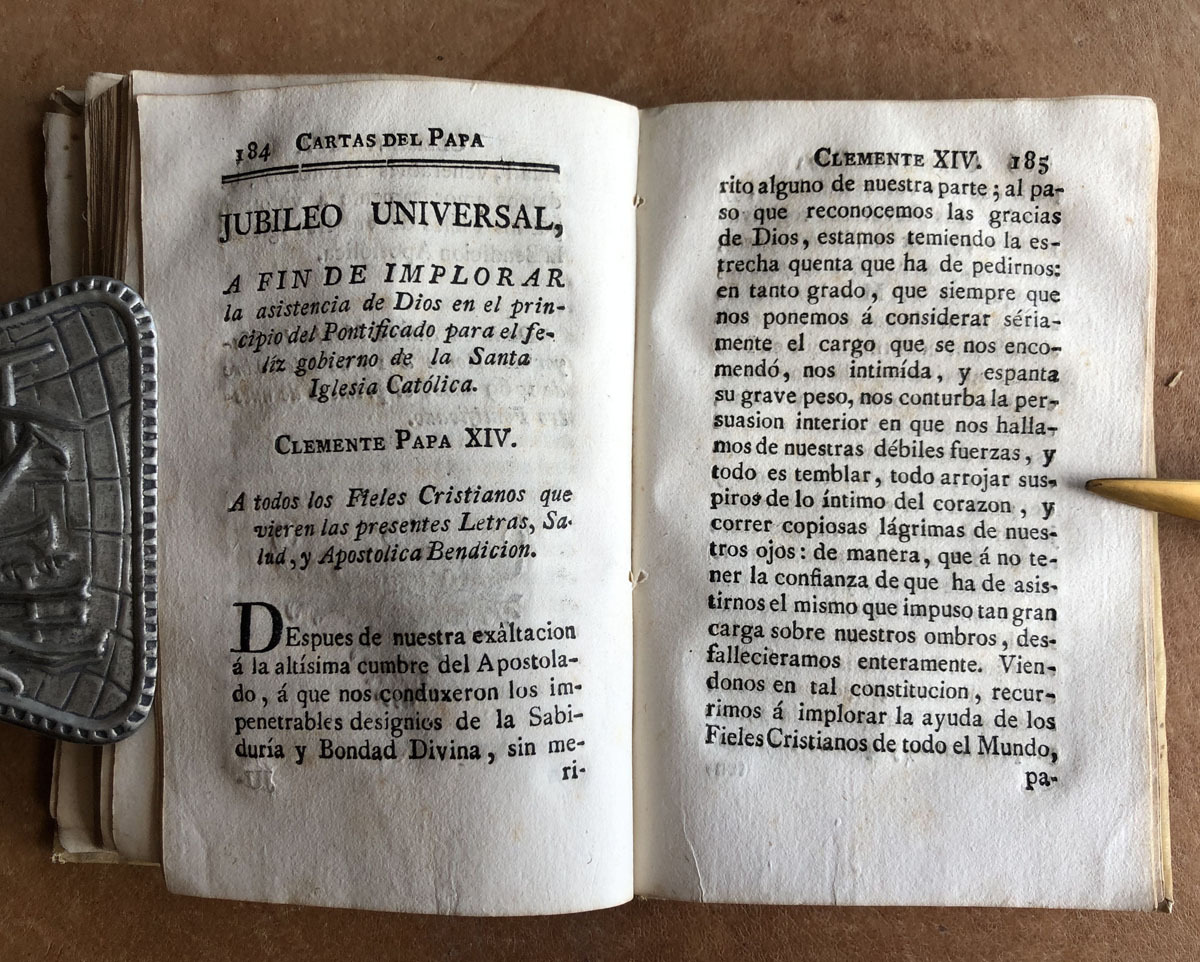 184 CARTAS DEL PAPA
JUBILEO UNIVERSAL,
A FIN DE IMPLORAR
la asistencia de Dios en el prin-
cipio del Pontificado para el fe-
líz gobierno de la Santa
Iglesia Católica.
CLEMENTE PAPA XIV.
A todos los Fieles Cristianos que
vieren las presentes Letras, Sa-
lud, y Apostolica Bendicion.
DEspues de nuestra exâltacion
á la altísima cumbre del Apostola-
do, á que nos conduxeron los im-
penetrables designios de la Sabi-
duría y Bondad Divina, sin me-
ri-
CLEMENTE XIV. 185
rito alguno de nuestra parte; al pa-
so que reconocemos las gracias
de Dios, estamos temiendo la es-
trecha quenta que ha de pedirnos:
en tanto grado, que siempre que
nos ponemos á considerar séria-
mente el cargo que se nos enco-
mendó, nos intimída, y espanta
su grave peso, nos conturba la per-
suasion interior en que nos halla-
mos de nuestras débiles fuerzas, y
todo es temblar, todo arrojar sus-
piros de lo íntimo del corazon, y
correr copiosas lágrimas de nues-
tros ojos: de manera, que á no te-
ner la confianza de que ha de asis-
tirnos el mismo que impuso tan gran
carga sobre nuestros ombros, des-
fallecieramos enteramente. Vien-
donos en tal constitucion, recur-
rimos á implorar la ayuda de los
Fieles Cristianos de todo el Mundo,
pa-